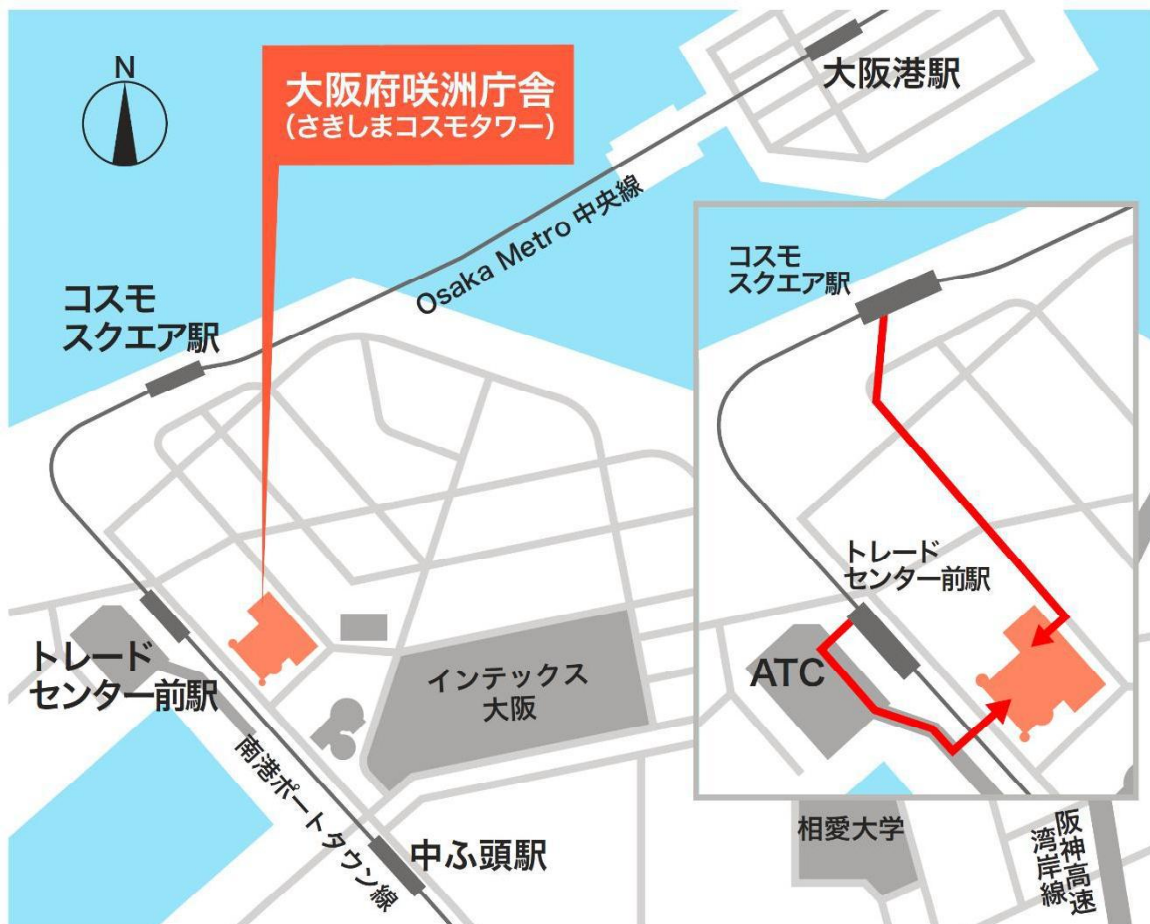 N
大阪府咲洲庁舎
(さきしまコスモタワー)
大阪港駅
Osaka Metro 中央線
コスモ
スクエア駅
トレード
センター前駅
インテックス
大阪
南港ポートタウン線
中ふ頭駅
コスモ
スクエア駅
トレード
センター前駅
ATC
相愛大学
阪神高速
湾岸線